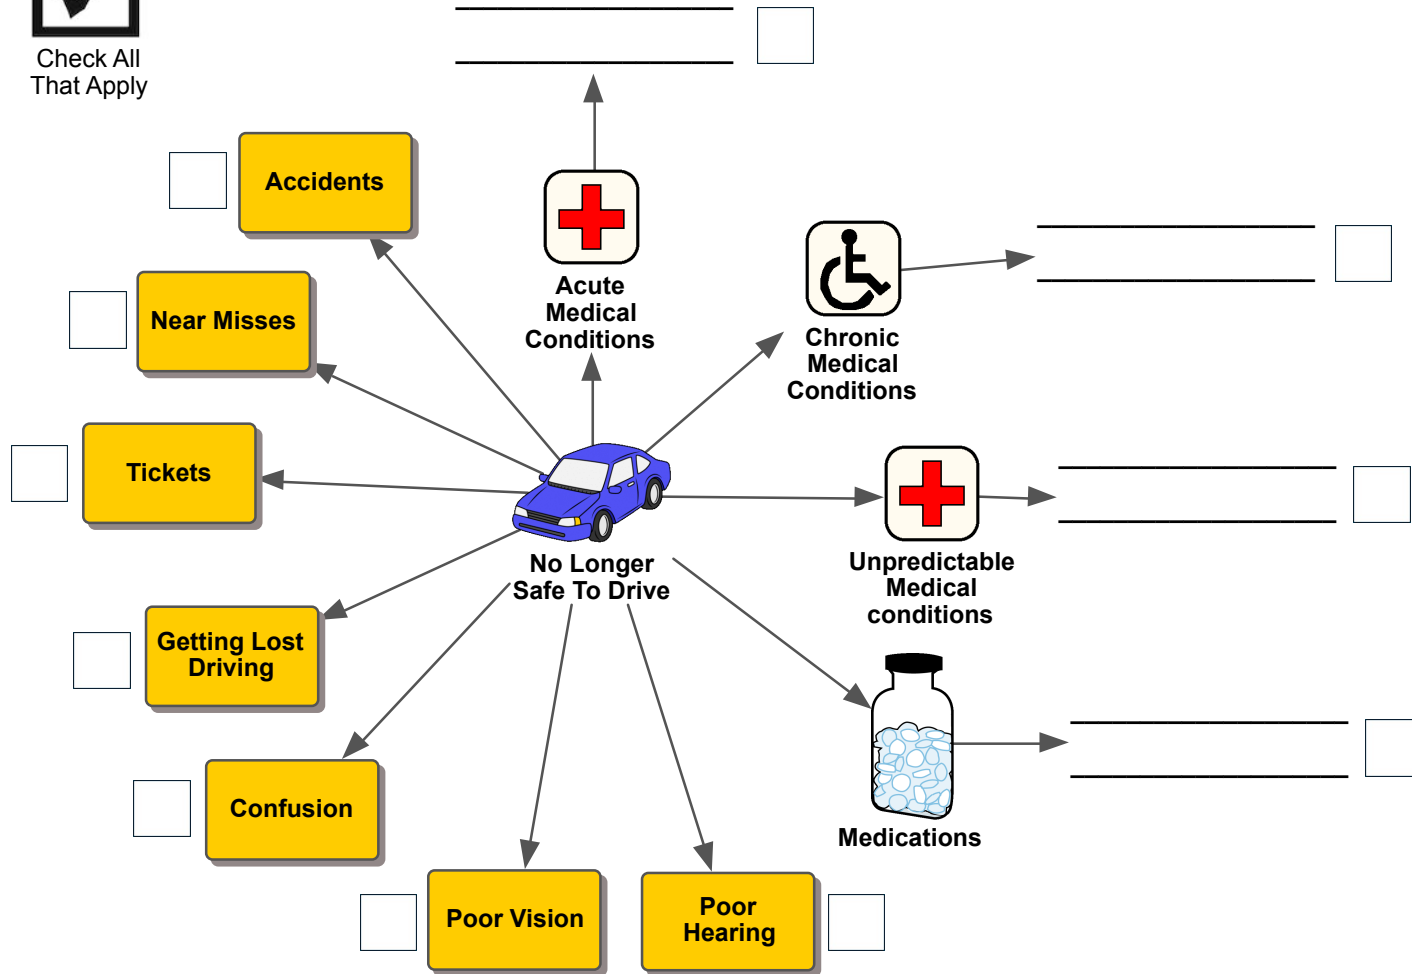 Check All
That Apply
Accidents
Near Misses
Tickets
Getting Lost
Driving
Confusion
Poor Vision
Poor
Hearing
Acute
Medical
Conditions
Chronic
Medical
Conditions
Unpredictable
Medical
conditions
Medications
No Longer
Safe To Drive